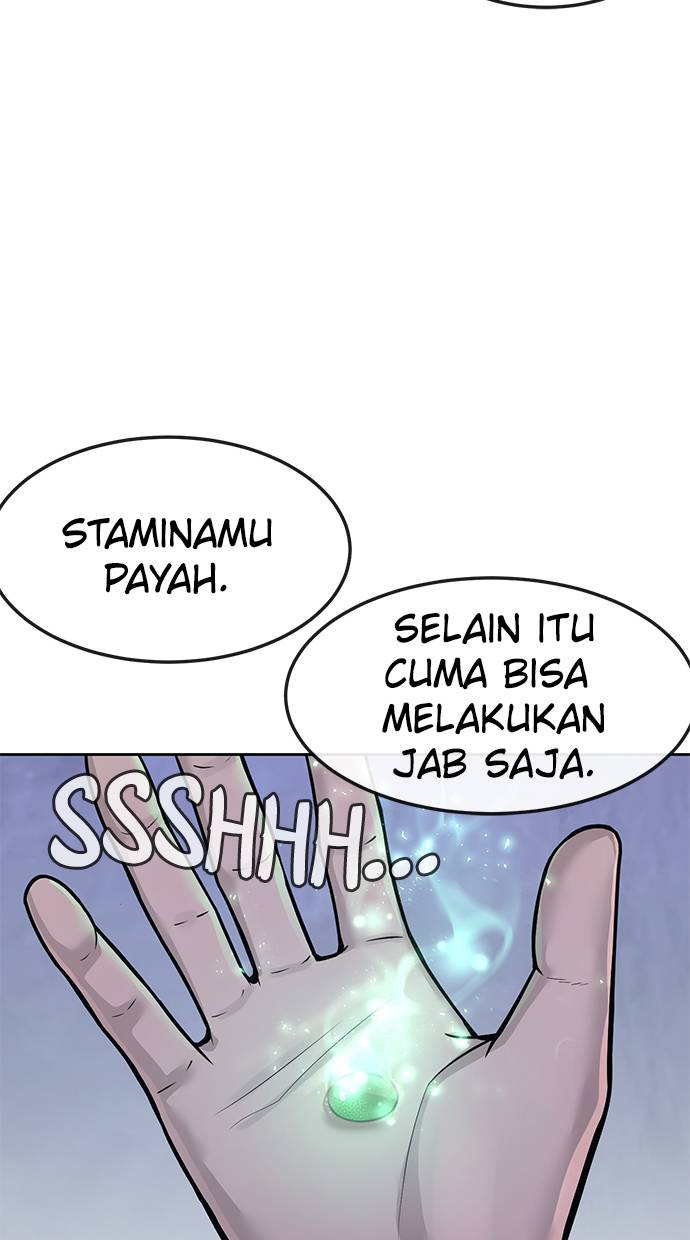 STAMINAMU
PAYAH.
SELAIN ITU
CUMA BISA
MELAKUKAN
JAB SAJA.
SSSHHH...